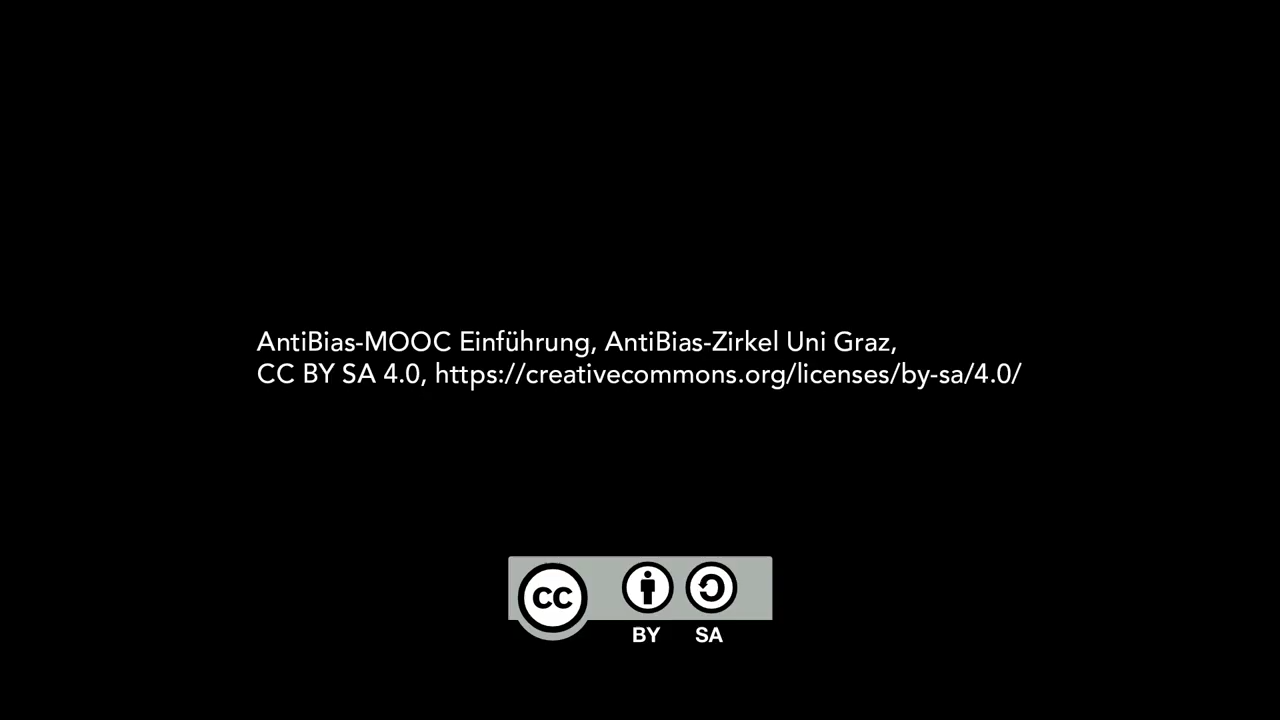 AntiBias-MOOC Einführung, AntiBias-Zirkel Uni Graz,
CC BY SA 4.0, https://creativecommons.org/licenses/by-sa/4.0/
CC
BY SA